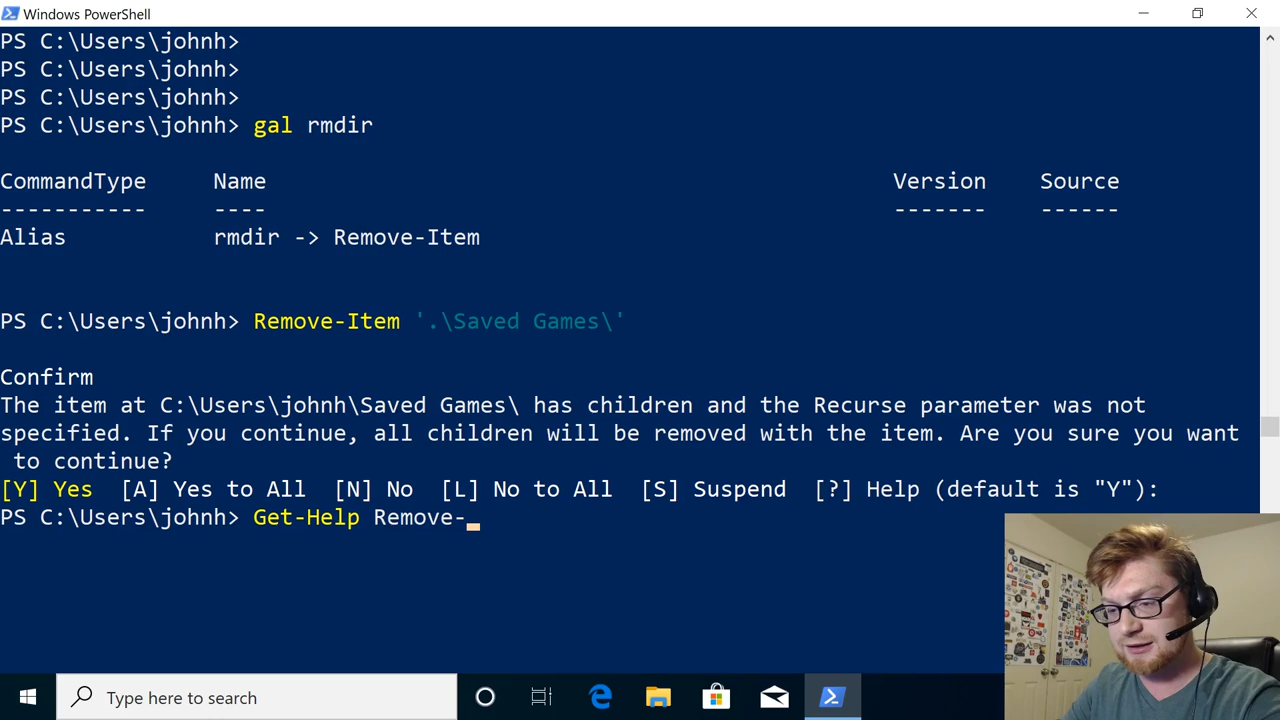 Windows PowerShell
PS C:\Users\johnh>
PS C:\Users\johnh>
PS C:\Users\johnh>
PS C:\Users\johnh> gal rmdir
CommandType Name Version Source
----------- ---- ------- ------
Alias rmdir -> Remove-Item
PS C:\Users\johnh> Remove-Item '.\Saved Games\'
Confirm
The item at C:\Users\johnh\Saved Games\ has children and the Recurse parameter was not
specified. If you continue, all children will be removed with the item. Are you sure you want
to continue?
[Y] Yes [A] Yes to All [N] No [L] No to All [S] Suspend [?] Help (default is "Y"):
PS C:\Users\johnh> Get-Help Remove-_
Type here to search